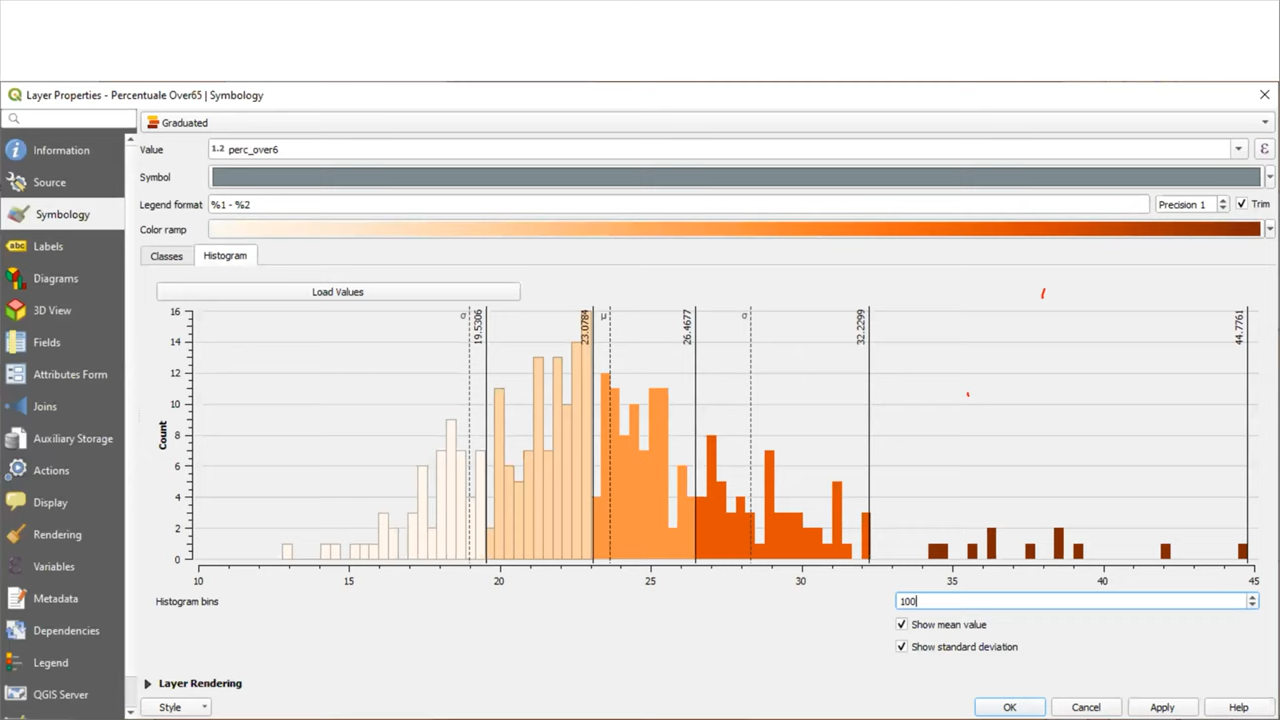 Layer Properties - Percentuale Over65 | Symbology
Information
Source
Symbology
Labels
Diagrams
3D View
Fields
Attributes Form
Joins
Auxiliary Storage
Actions
Display
Rendering
Variables
Metadata
Dependencies
Legend
QGIS Server
Graduated
Value 1.2 perc_over6 ε
Symbol
Legend format %1 - %2 Precision 1 Trim
Color ramp
Classes Histogram
Load Values
σ 19.5306 23.0784 μ 26.4677 σ 32.2299 44.7761
16
14
12
10
8
6
4
2
0
Count
10 15 20 25 30 35 40 45
Histogram bins 100
Show mean value
Show standard deviation
Layer Rendering
Style OK Cancel Apply Help